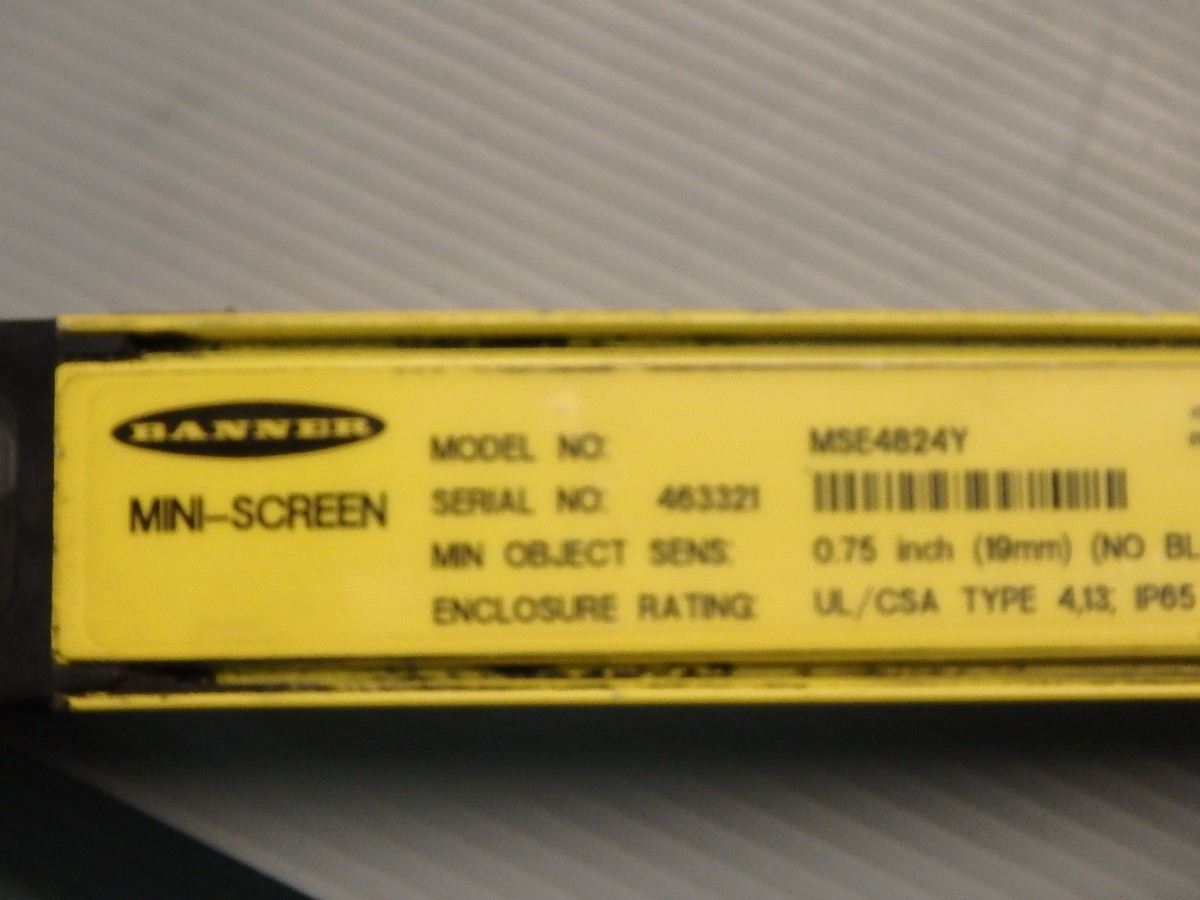 BANNER
MINI-SCREEN
MODEL NO: MSE4824Y
SERIAL NO: 463321
MIN OBJECT SENS: 0.75 inch (19mm) (NO BL
ENCLOSURE RATING: UL/CSA TYPE 4,13; IP65